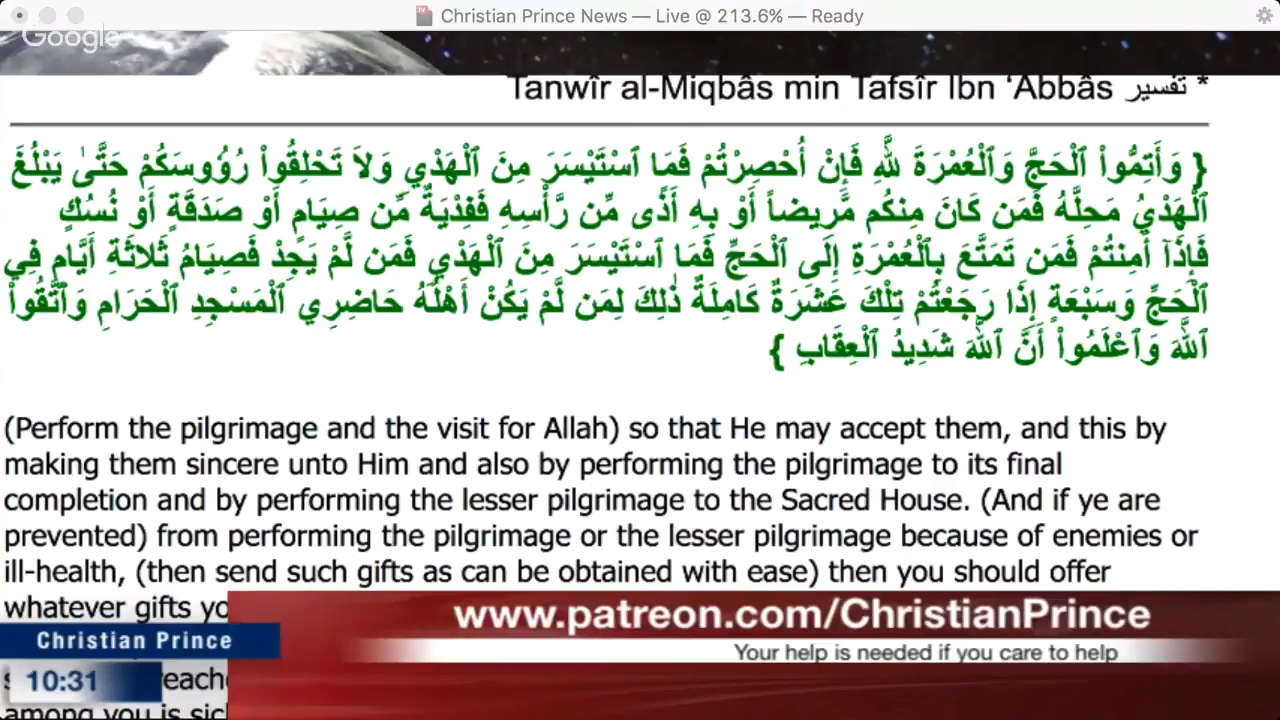 Christian Prince News — Live @ 213.6% — Ready
Google
* تفسير Tanwîr al-Miqbâs min Tafsîr Ibn ‘Abbâs
{ وَأَتِمُّواْ ٱلْحَجَّ وَٱلْعُمْرَةَ لِلَّهِ فَإِنْ أُحْصِرْتُمْ فَمَا ٱسْتَيْسَرَ مِنَ ٱلْهَدْيِ وَلاَ تَحْلِقُواْ رُؤُوسَكُمْ حَتَّىٰ يَبْلُغَ
ٱلْهَدْيُ مَحِلَّهُ فَمَن كَانَ مِنكُم مَّرِيضاً أَوْ بِهِ أَذًى مِّن رَّأْسِهِ فَفِدْيَةٌ مِّن صِيَامٍ أَوْ صَدَقَةٍ أَوْ نُسُكٍ
فَإِذَآ أَمِنتُمْ فَمَن تَمَتَّعَ بِٱلْعُمْرَةِ إِلَى ٱلْحَجِّ فَمَا ٱسْتَيْسَرَ مِنَ ٱلْهَدْيِ فَمَن لَّمْ يَجِدْ فَصِيَامُ ثَلاثَةِ أَيَّامٍ فِي
ٱلْحَجِّ وَسَبْعَةٍ إِذَا رَجَعْتُمْ تِلْكَ عَشَرَةٌ كَامِلَةٌ ذٰلِكَ لِمَن لَّمْ يَكُنْ أَهْلُهُ حَاضِرِي ٱلْمَسْجِدِ ٱلْحَرَامِ وَٱتَّقُواْ
ٱللَّهَ وَٱعْلَمُواْ أَنَّ ٱللَّهَ شَدِيدُ ٱلْعِقَابِ }
(Perform the pilgrimage and the visit for Allah) so that He may accept them, and this by
making them sincere unto Him and also by performing the pilgrimage to its final
completion and by performing the lesser pilgrimage to the Sacred House. (And if ye are
prevented) from performing the pilgrimage or the lesser pilgrimage because of enemies or
ill-health, (then send such gifts as can be obtained with ease) then you should offer
whatever gifts yo
www.patreon.com/ChristianPrince
Christian Prince
Your help is needed if you care to help
10:31
among you is sic